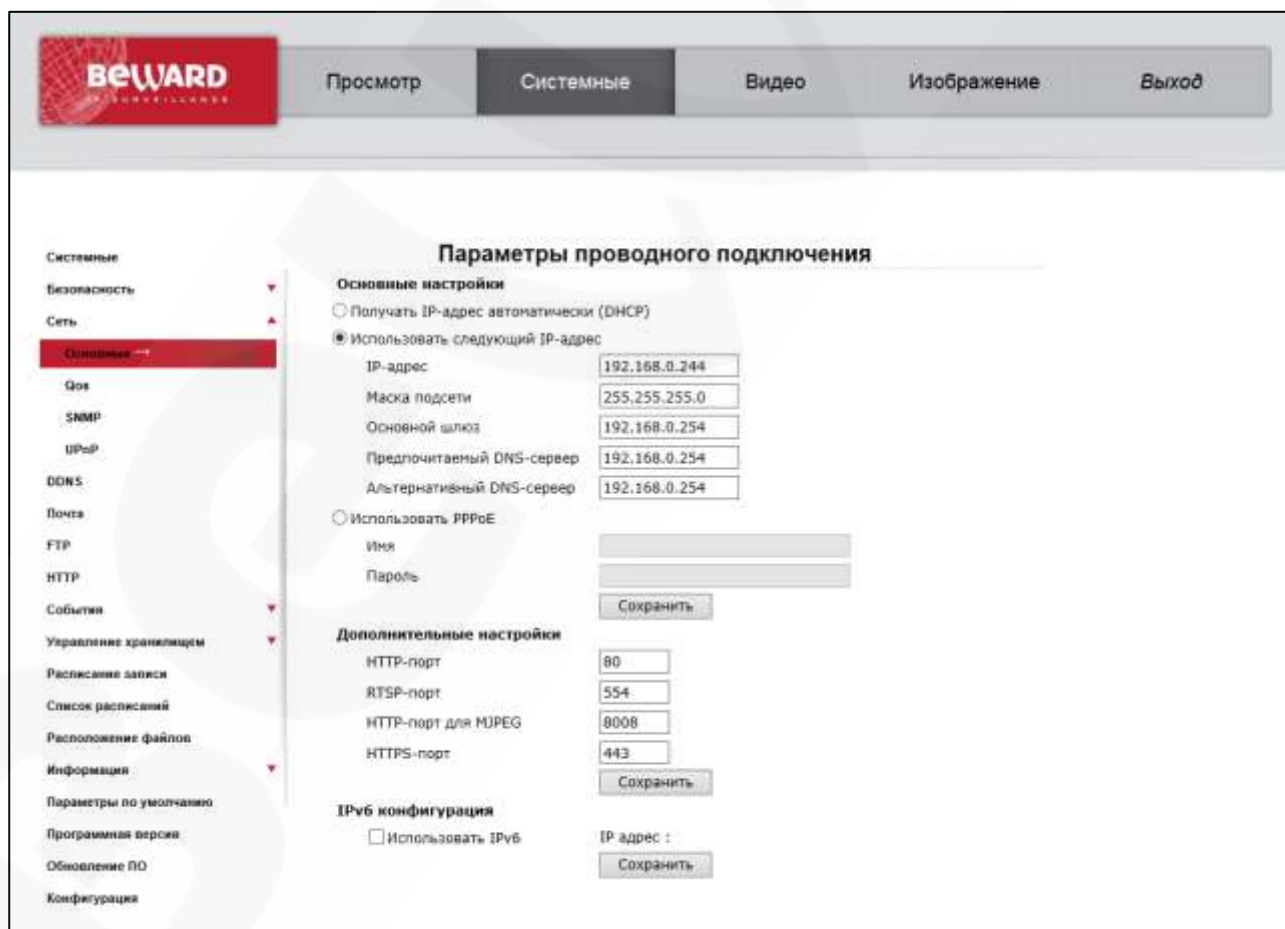 BEWARD
IP SURVEILLANCE
Просмотр
Системные
Видео
Изображение
Выход
Параметры проводного подключения
Системные
Безопасность
Сеть
Основные →
Qos
SNMP
UPnP
DDNS
Почта
FTP
HTTP
События
Управление хранилищем
Расписание записи
Список расписаний
Расположение файлов
Информация
Параметры по умолчанию
Программная версия
Обновление ПО
Конфигурация
Основные настройки
Получать IP-адрес автоматически (DHCP)
Использовать следующий IP-адрес
IP-адрес 192.168.0.244
Маска подсети 255.255.255.0
Основной шлюз 192.168.0.254
Предпочитаемый DNS-сервер 192.168.0.254
Альтернативный DNS-сервер 192.168.0.254
Использовать PPPoE
Имя
Пароль
Сохранить
Дополнительные настройки
HTTP-порт 80
RTSP-порт 554
HTTP-порт для MJPEG 8008
HTTPS-порт 443
Сохранить
IPv6 конфигурация
Использовать IPv6 IP адрес :
Сохранить